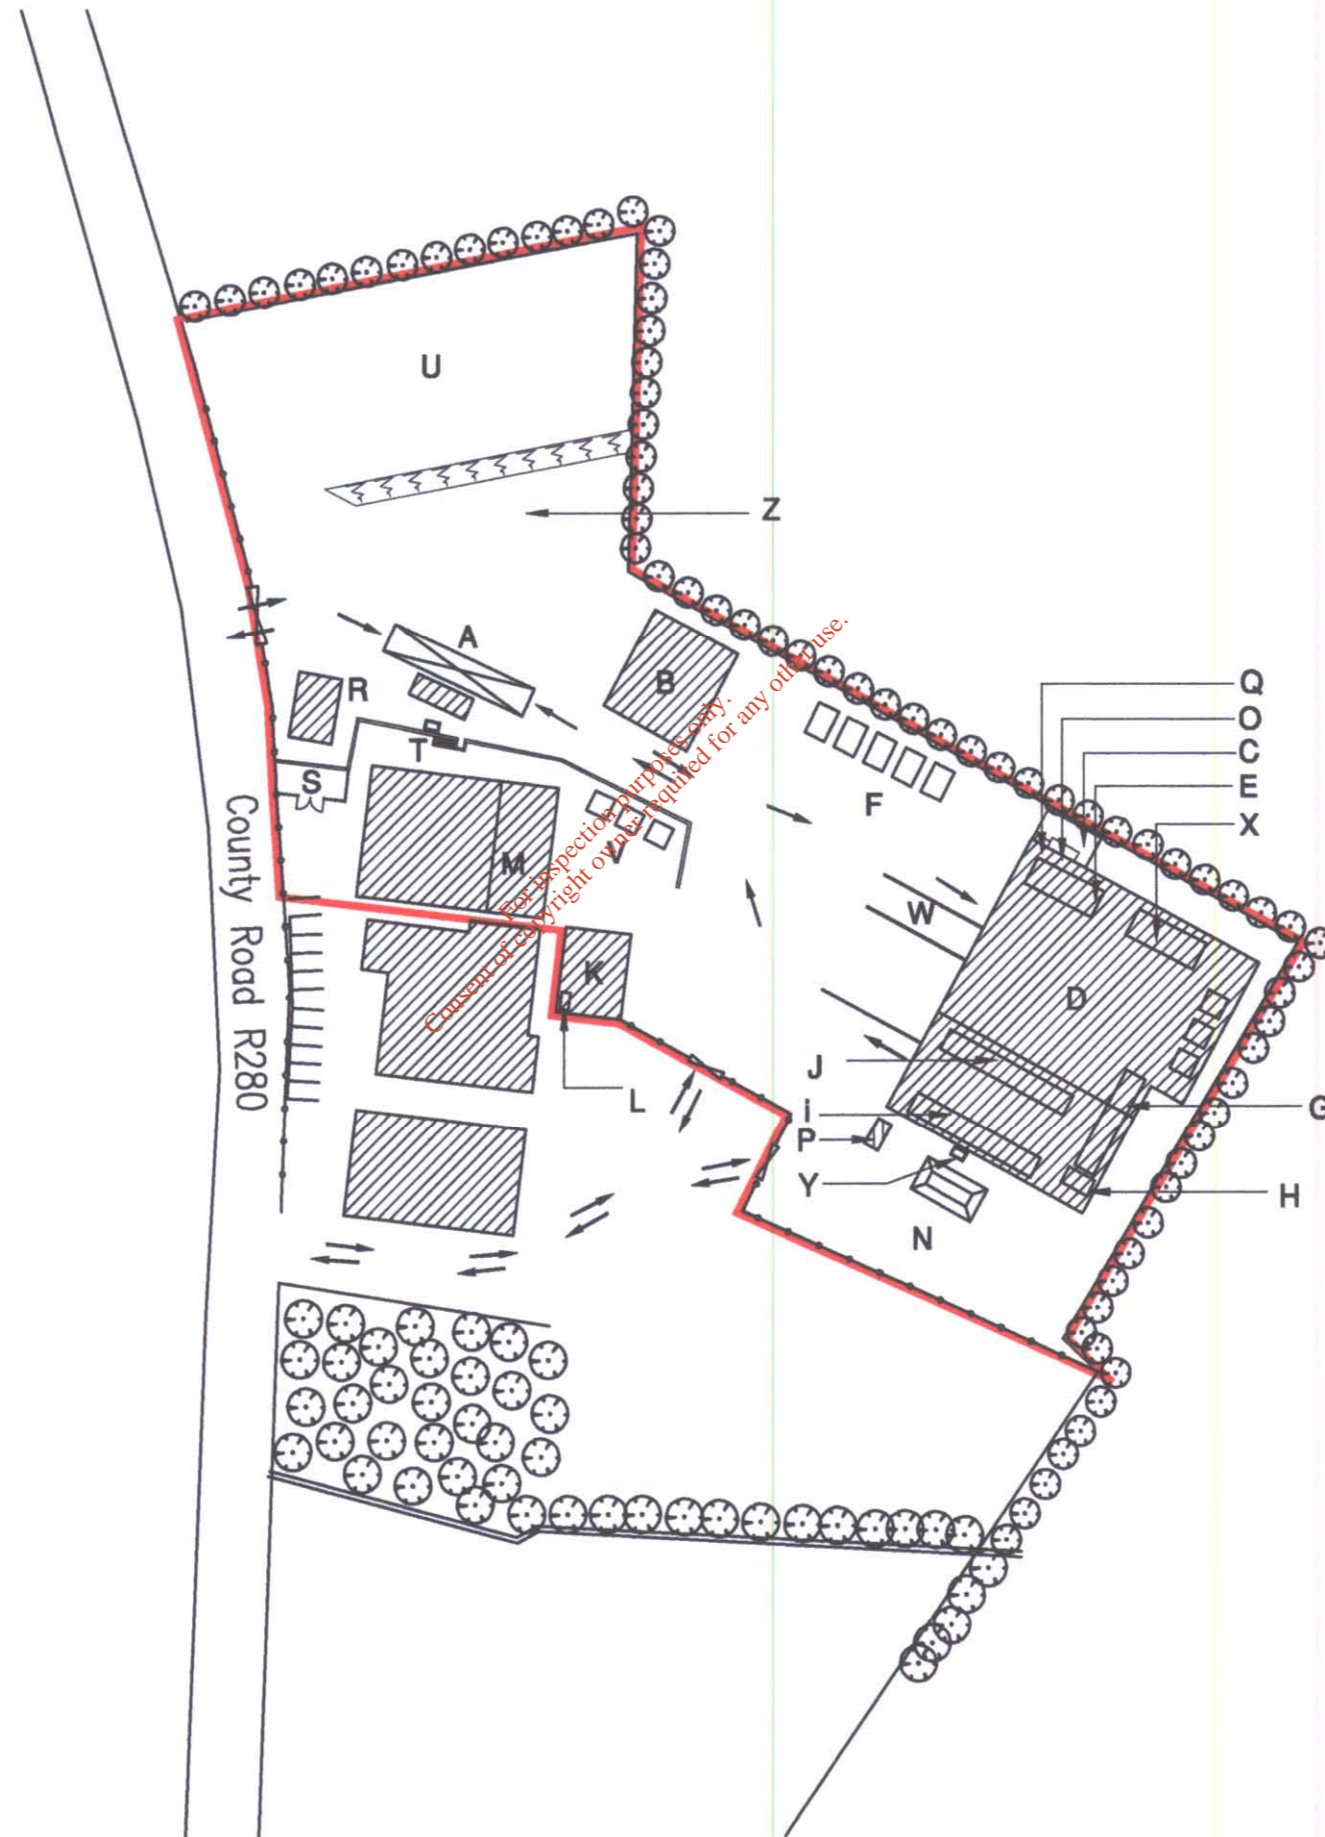 U
Z
A
B
R
T
S
F
V
M
W
Q
O
C
E
X
D
K
L
J
i
P
Y
G
H
N
County Road R280
For inspection purposes only.
Consent of copyright owner required for any other use.